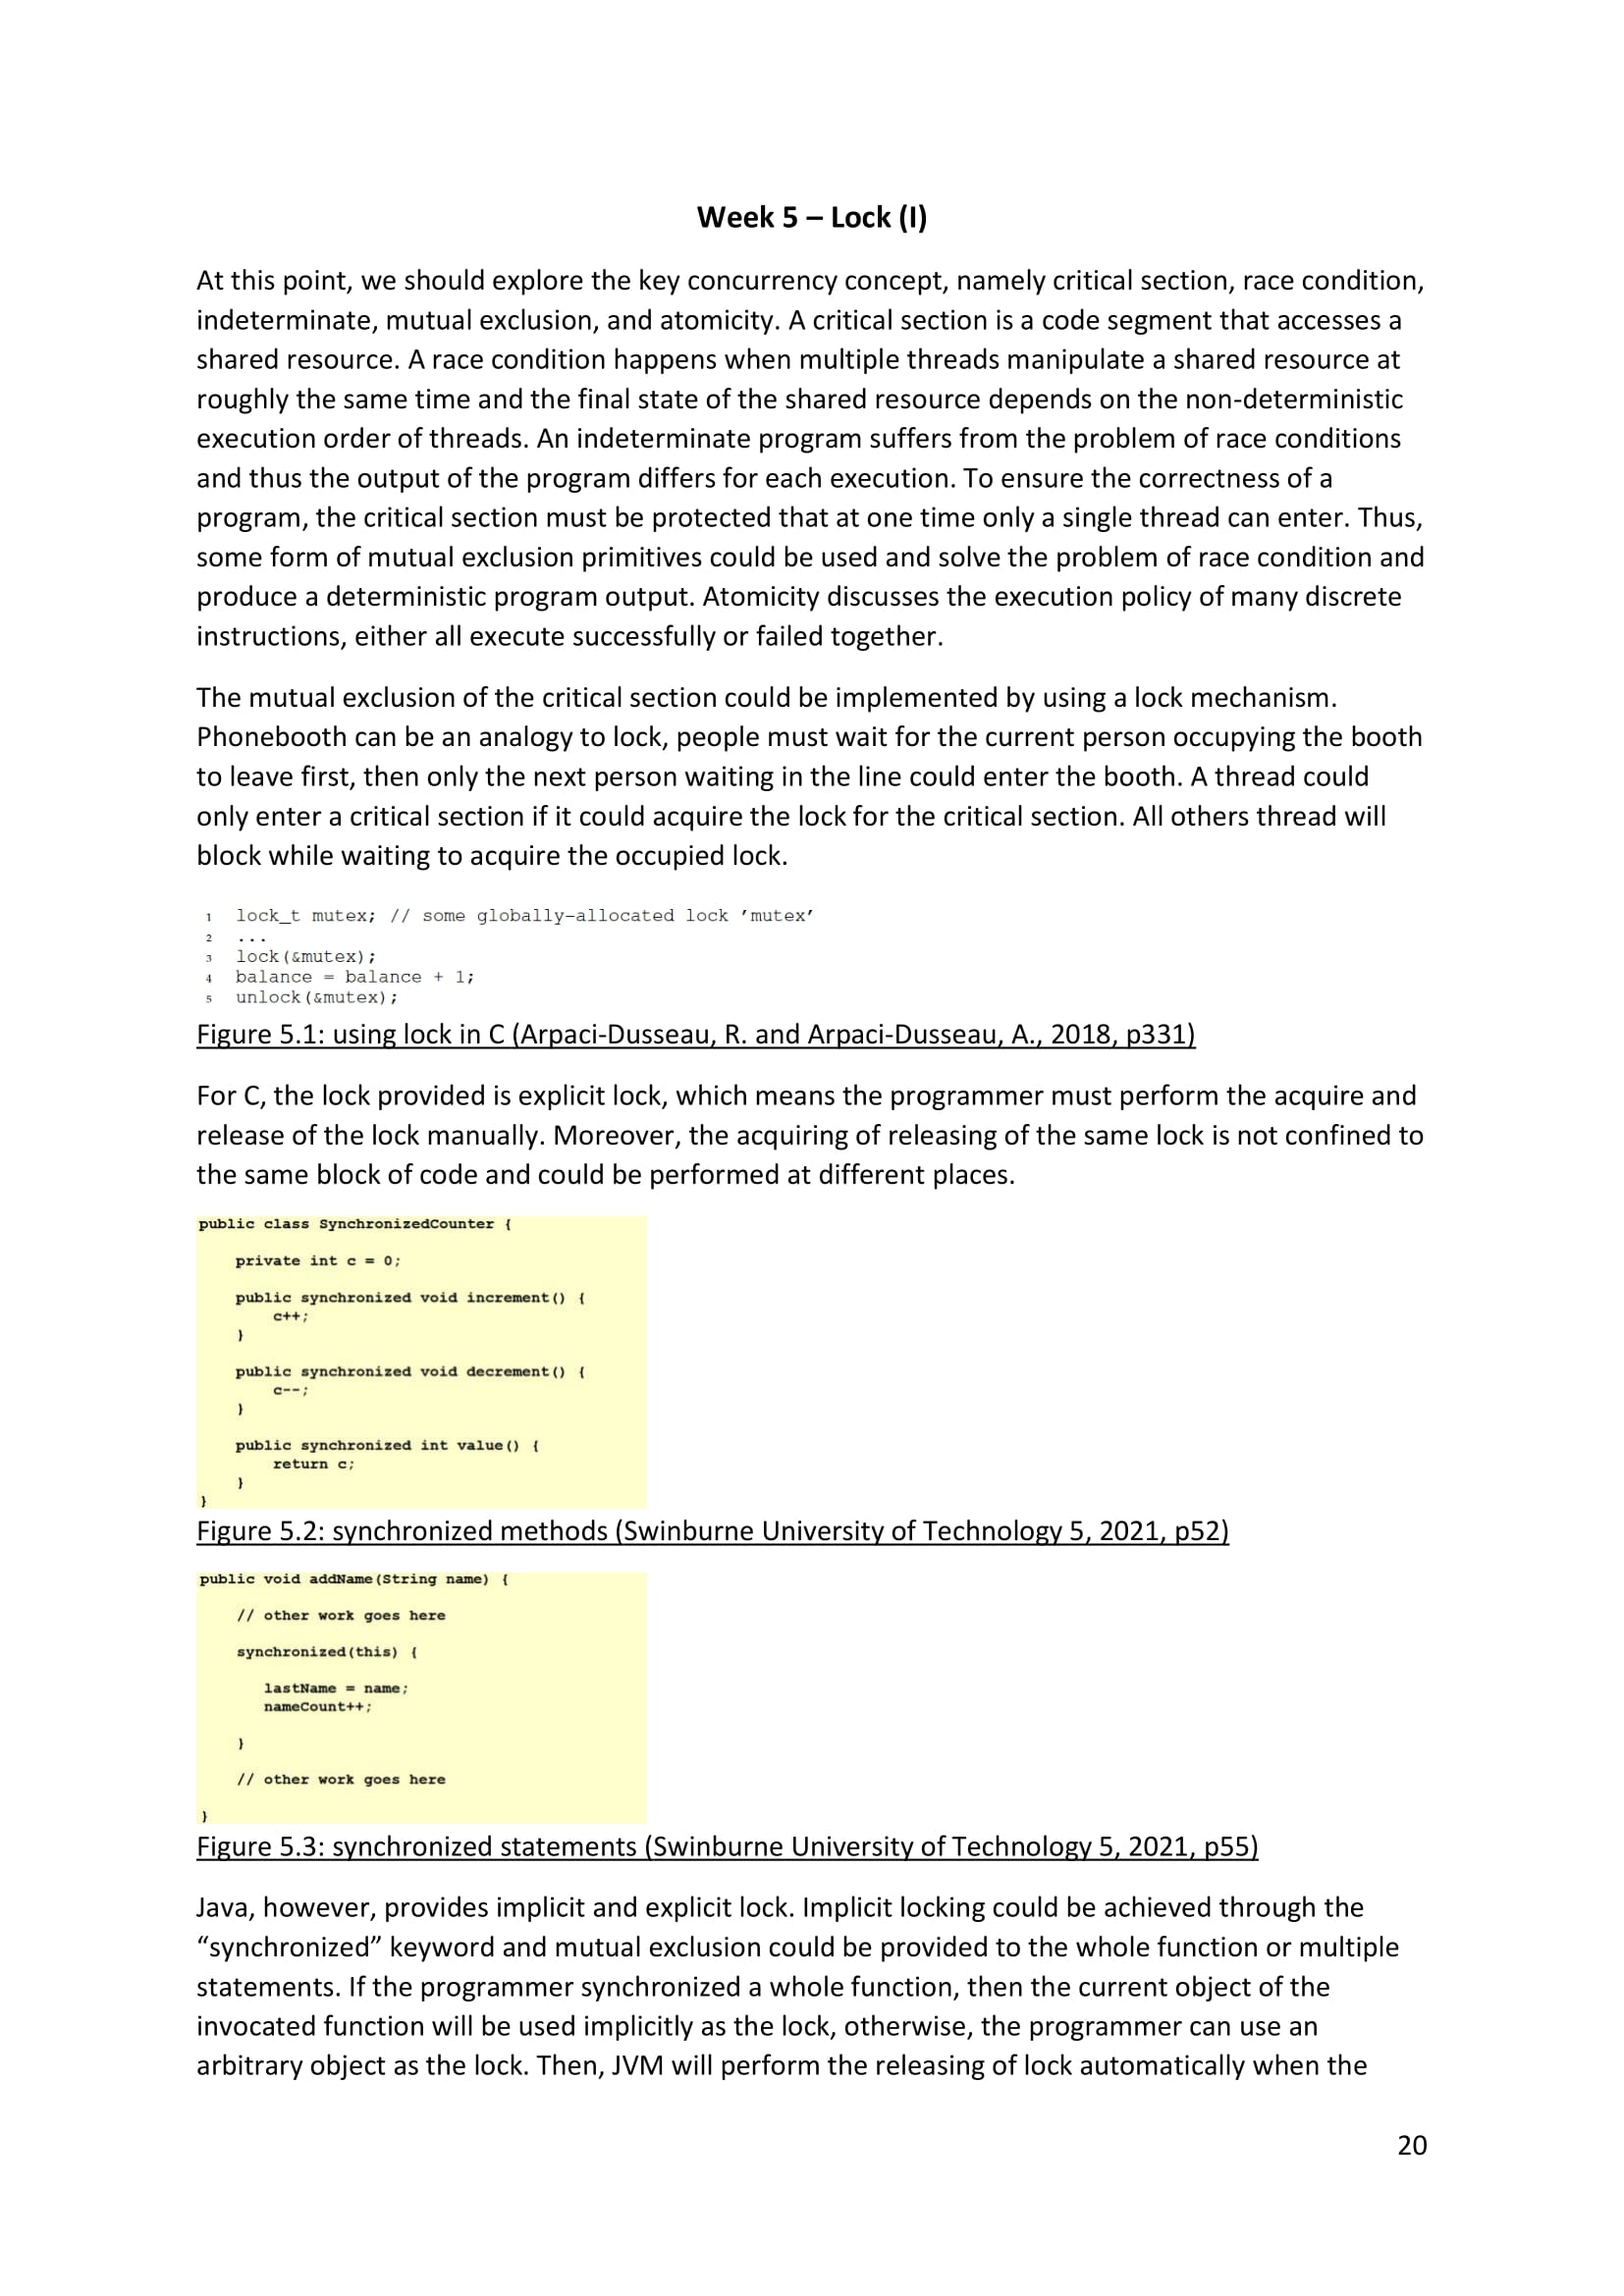 Week 5 – Lock (I)
At this point, we should explore the key concurrency concept, namely critical section, race condition,
indeterminate, mutual exclusion, and atomicity. A critical section is a code segment that accesses a
shared resource. A race condition happens when multiple threads manipulate a shared resource at
roughly the same time and the final state of the shared resource depends on the non-deterministic
execution order of threads. An indeterminate program suffers from the problem of race conditions
and thus the output of the program differs for each execution. To ensure the correctness of a
program, the critical section must be protected that at one time only a single thread can enter. Thus,
some form of mutual exclusion primitives could be used and solve the problem of race condition and
produce a deterministic program output. Atomicity discusses the execution policy of many discrete
instructions, either all execute successfully or failed together.
The mutual exclusion of the critical section could be implemented by using a lock mechanism.
Phonebooth can be an analogy to lock, people must wait for the current person occupying the booth
to leave first, then only the next person waiting in the line could enter the booth. A thread could
only enter a critical section if it could acquire the lock for the critical section. All others thread will
block while waiting to acquire the occupied lock.
1 lock_t mutex; // some globally-allocated lock 'mutex'
2 ...
3 lock(&mutex);
4 balance = balance + 1;
5 unlock(&mutex);
Figure 5.1: using lock in C (Arpaci-Dusseau, R. and Arpaci-Dusseau, A., 2018, p331)
For C, the lock provided is explicit lock, which means the programmer must perform the acquire and
release of the lock manually. Moreover, the acquiring of releasing of the same lock is not confined to
the same block of code and could be performed at different places.
public class SynchronizedCounter {
private int c = 0;
public synchronized void increment() {
c++;
}
public synchronized void decrement() {
c--;
}
public synchronized int value() {
return c;
}
}
Figure 5.2: synchronized methods (Swinburne University of Technology 5, 2021, p52)
public void addName(String name) {
// other work goes here
synchronized(this) {
lastName = name;
nameCount++;
}
// other work goes here
}
Figure 5.3: synchronized statements (Swinburne University of Technology 5, 2021, p55)
Java, however, provides implicit and explicit lock. Implicit locking could be achieved through the
“synchronized” keyword and mutual exclusion could be provided to the whole function or multiple
statements. If the programmer synchronized a whole function, then the current object of the
invocated function will be used implicitly as the lock, otherwise, the programmer can use an
arbitrary object as the lock. Then, JVM will perform the releasing of lock automatically when the
20